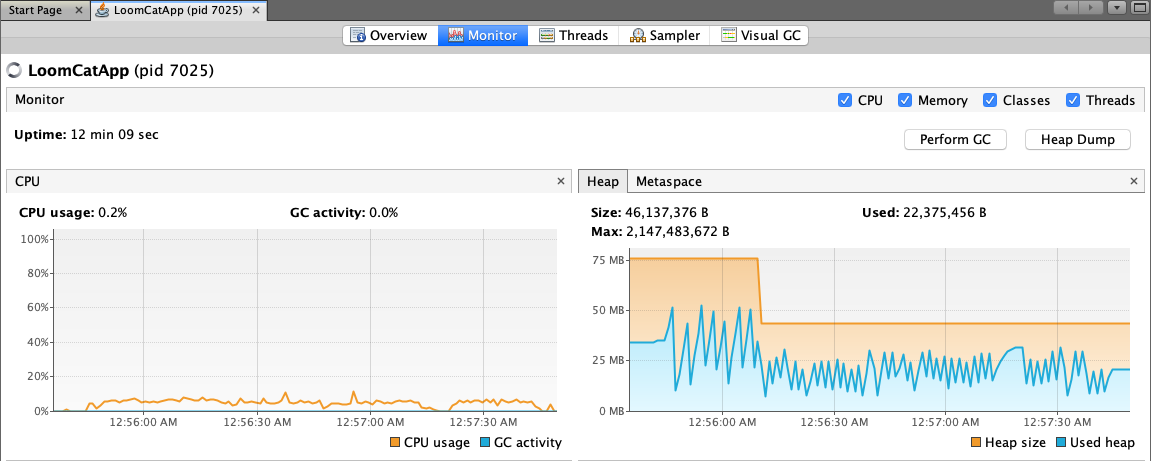 Start Page
LoomCatApp (pid 7025)
Overview
Monitor
Threads
Sampler
Visual GC
LoomCatApp (pid 7025)
Monitor
CPU
Memory
Classes
Threads
Uptime: 12 min 09 sec
Perform GC
Heap Dump
CPU
CPU usage: 0.2%
GC activity: 0.0%
100%
80%
60%
40%
20%
0%
12:56:00 AM
12:56:30 AM
12:57:00 AM
12:57:30 AM
CPU usage
GC activity
Heap
Metaspace
Size: 46,137,376 B
Used: 22,375,456 B
Max: 2,147,483,672 B
75 MB
50 MB
25 MB
0 MB
12:56:00 AM
12:56:30 AM
12:57:00 AM
12:57:30 AM
Heap size
Used heap